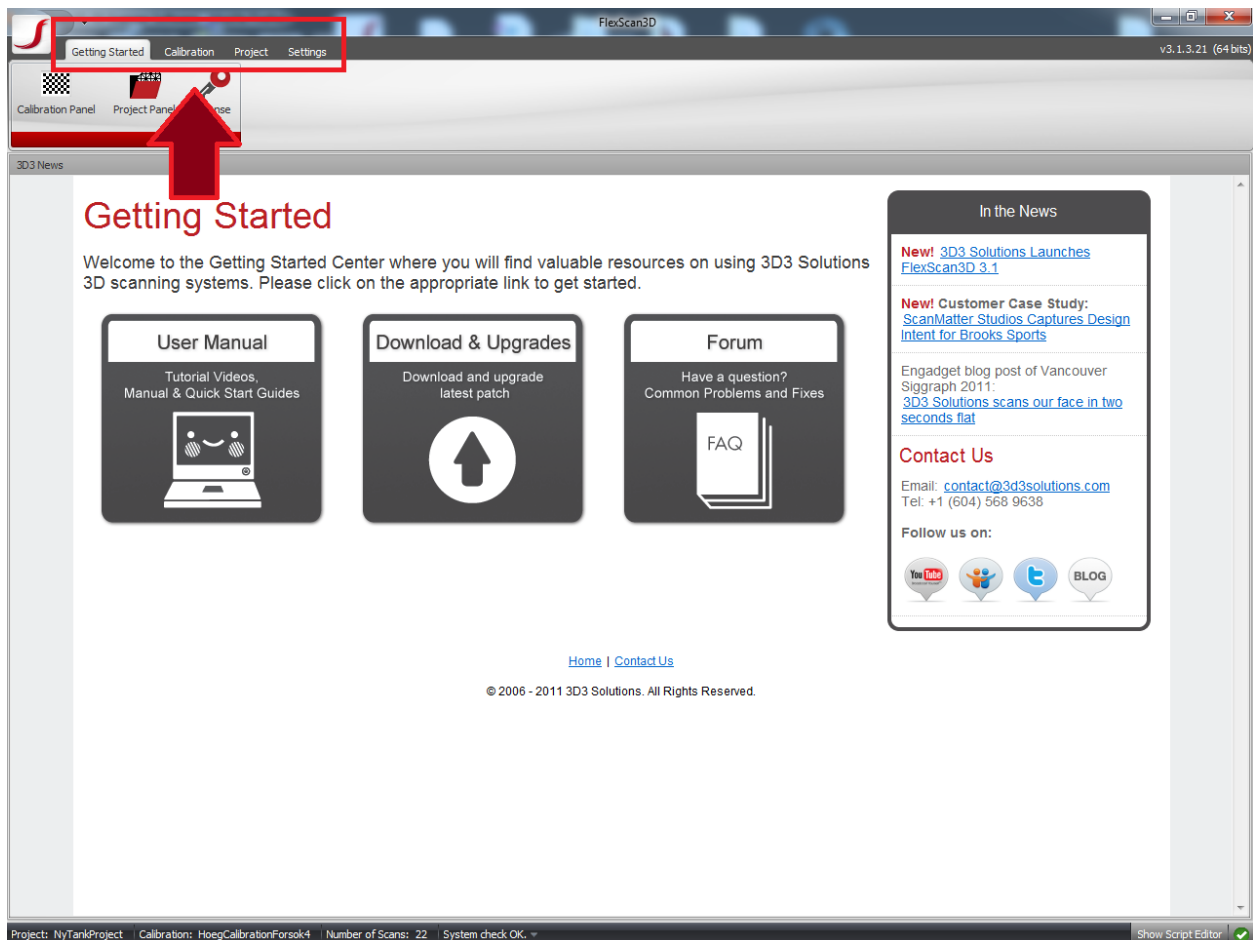 FlexScan3D
Getting Started Calibration Project Settings
v3.1.3.21 (64 bits)
Calibration Panel Project Panel
3D3 News
Getting Started
Welcome to the Getting Started Center where you will find valuable resources on using 3D3 Solutions
3D scanning systems. Please click on the appropriate link to get started.
User Manual
Tutorial Videos,
Manual & Quick Start Guides
Download & Upgrades
Download and upgrade
latest patch
Forum
Have a question?
Common Problems and Fixes
FAQ
In the News
New! 3D3 Solutions Launches
FlexScan3D 3.1
New! Customer Case Study:
ScanMatter Studios Captures Design
Intent for Brooks Sports
Engadget blog post of Vancouver
Siggraph 2011:
3D3 Solutions scans our face in two
seconds flat
Contact Us
Email: contact@3d3solutions.com
Tel: +1 (604) 568 9638
Follow us on:
You Tube
BLOG
Home | Contact Us
© 2006 - 2011 3D3 Solutions. All Rights Reserved.
Project: NyTankProject Calibration: HoegCalibrationForsok4 Number of Scans: 22 System check OK. Show Script Editor